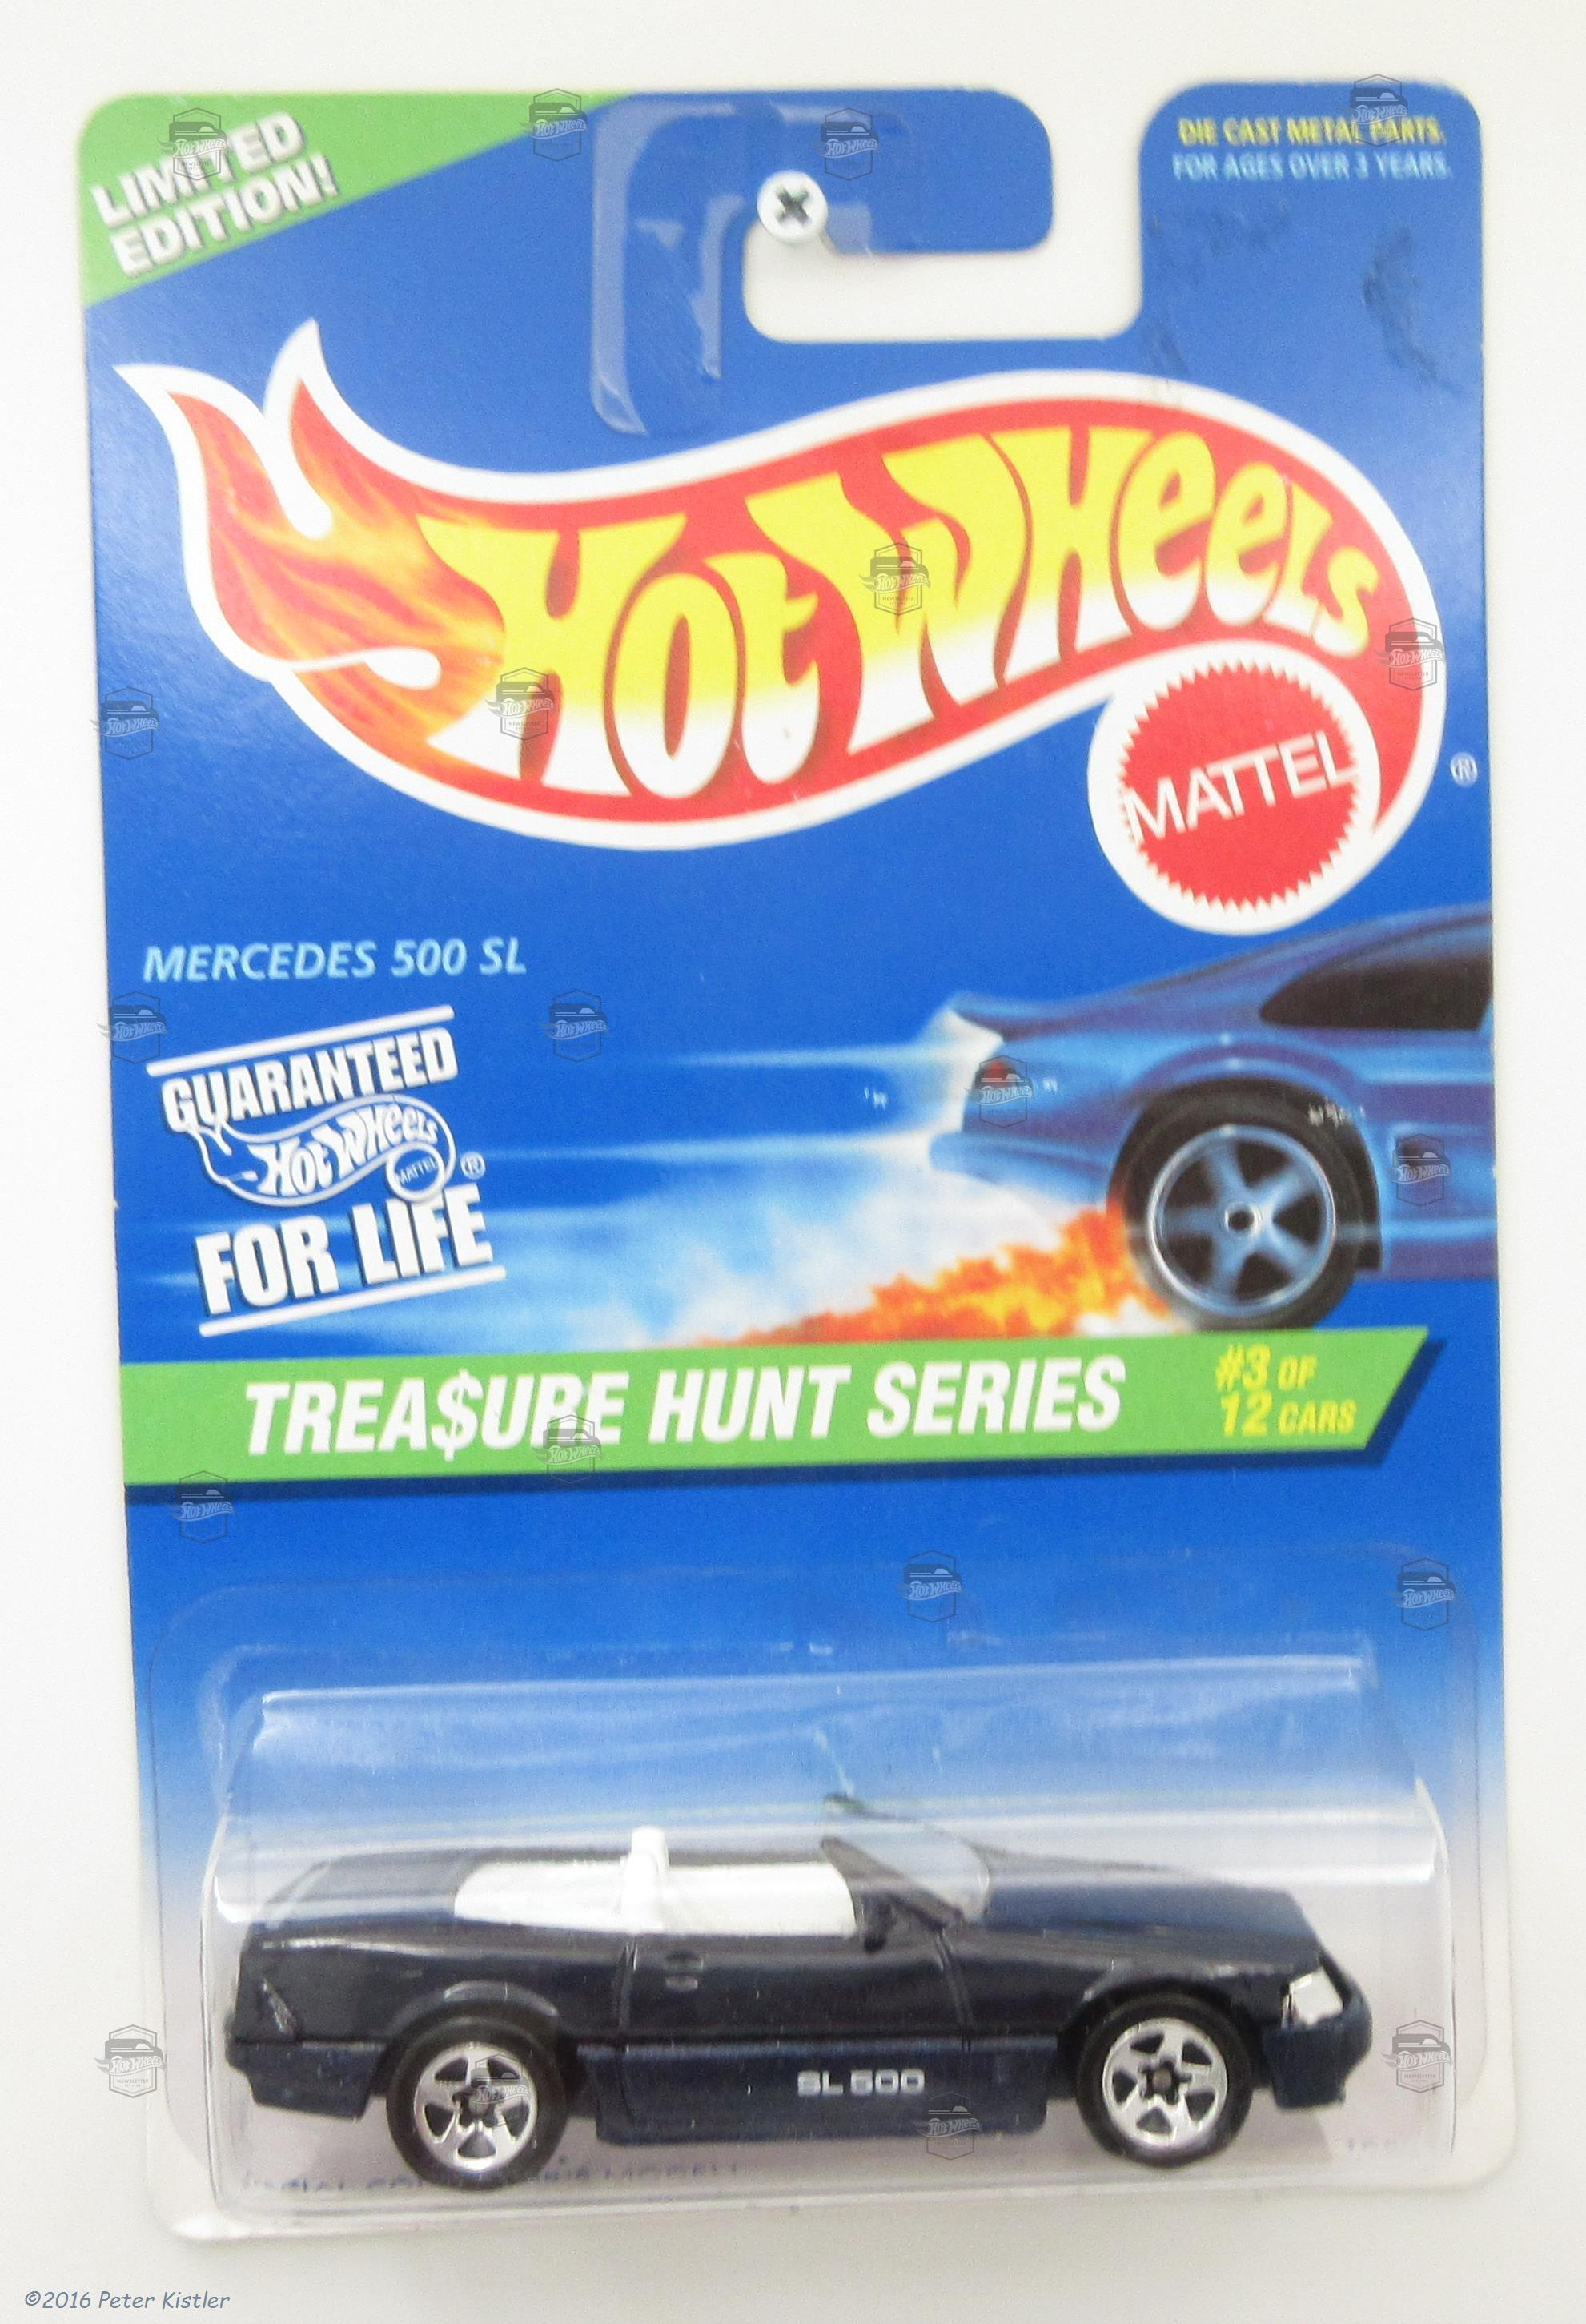 LIMITED
EDITION!
DIE CAST METAL PARTS.
FOR AGES OVER 3 YEARS.
Hot Wheels
MATTEL
®
MERCEDES 500 SL
GUARANTEED
Hot Wheels
MATTEL ®
FOR LIFE
TREA$URE HUNT SERIES
#3 OF
12 CARS
SL 500
©2016 Peter Kistler